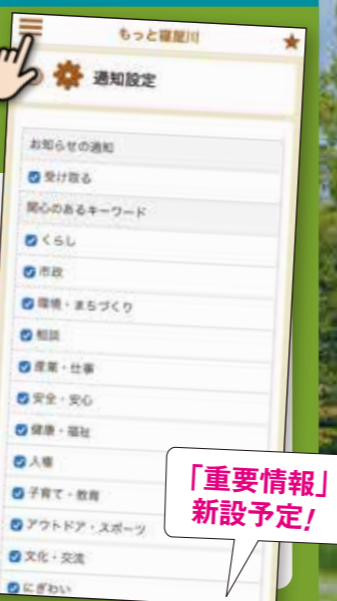 もっと寝屋川
通知設定
お知らせの通知
受け取る
関心のあるキーワード
くらし
市政
環境・まちづくり
相談
産業・仕事
安全・安心
健康・福祉
人権
子育て・教育
アウトドア・スポーツ
文化・交流
にぎわい
「重要情報」
新設予定!